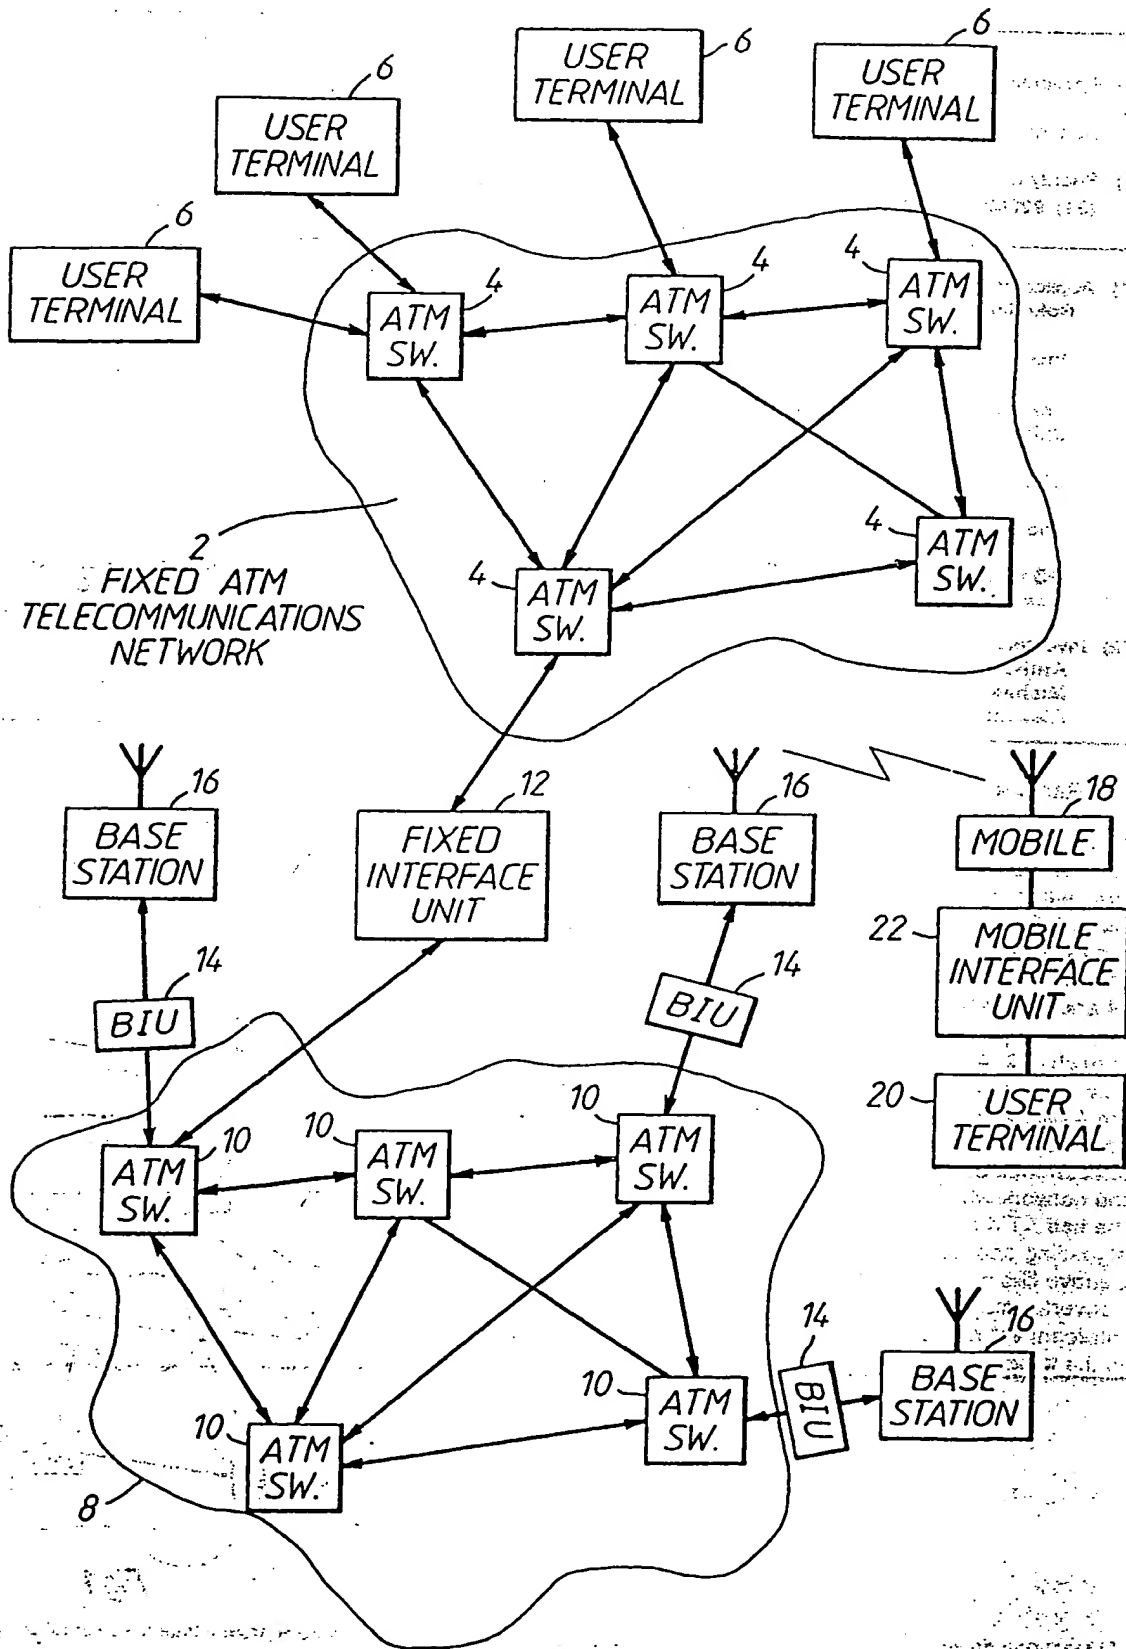 6
USER
TERMINAL
6
USER
TERMINAL
6
USER
TERMINAL
6
USER
TERMINAL
4
ATM
SW.
4
ATM
SW.
4
ATM
SW.
4
ATM
SW.
4
ATM
SW.
2
FIXED ATM
TELECOMMUNICATIONS
NETWORK
16
BASE
STATION
12
FIXED
INTERFACE
UNIT
16
BASE
STATION
18
MOBILE
22
MOBILE
INTERFACE
UNIT
20
USER
TERMINAL
14
BIU
14
BIU
10
ATM
SW.
10
ATM
SW.
10
ATM
SW.
10
ATM
SW.
10
ATM
SW.
14
BIU
16
BASE
STATION
8